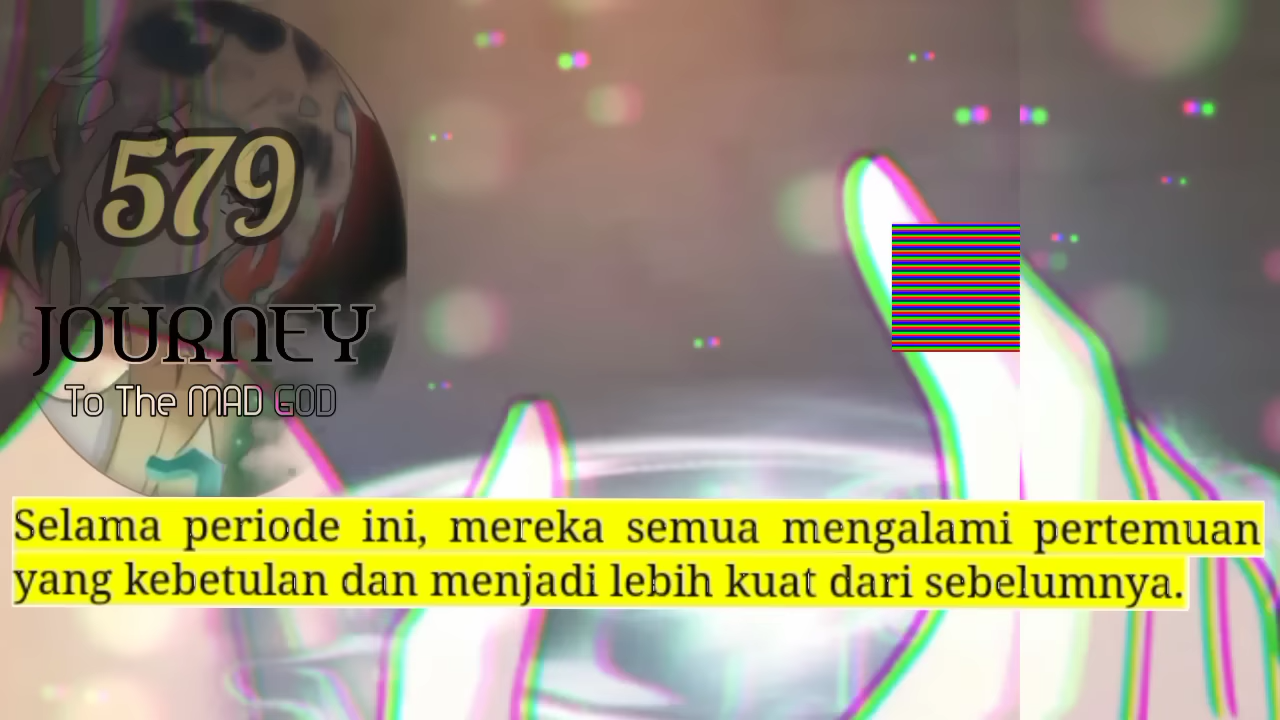 579
JOURNEY
To The MAD GOD
Selama periode ini, mereka semua mengalami pertemuan
yang kebetulan dan menjadi lebih kuat dari sebelumnya.